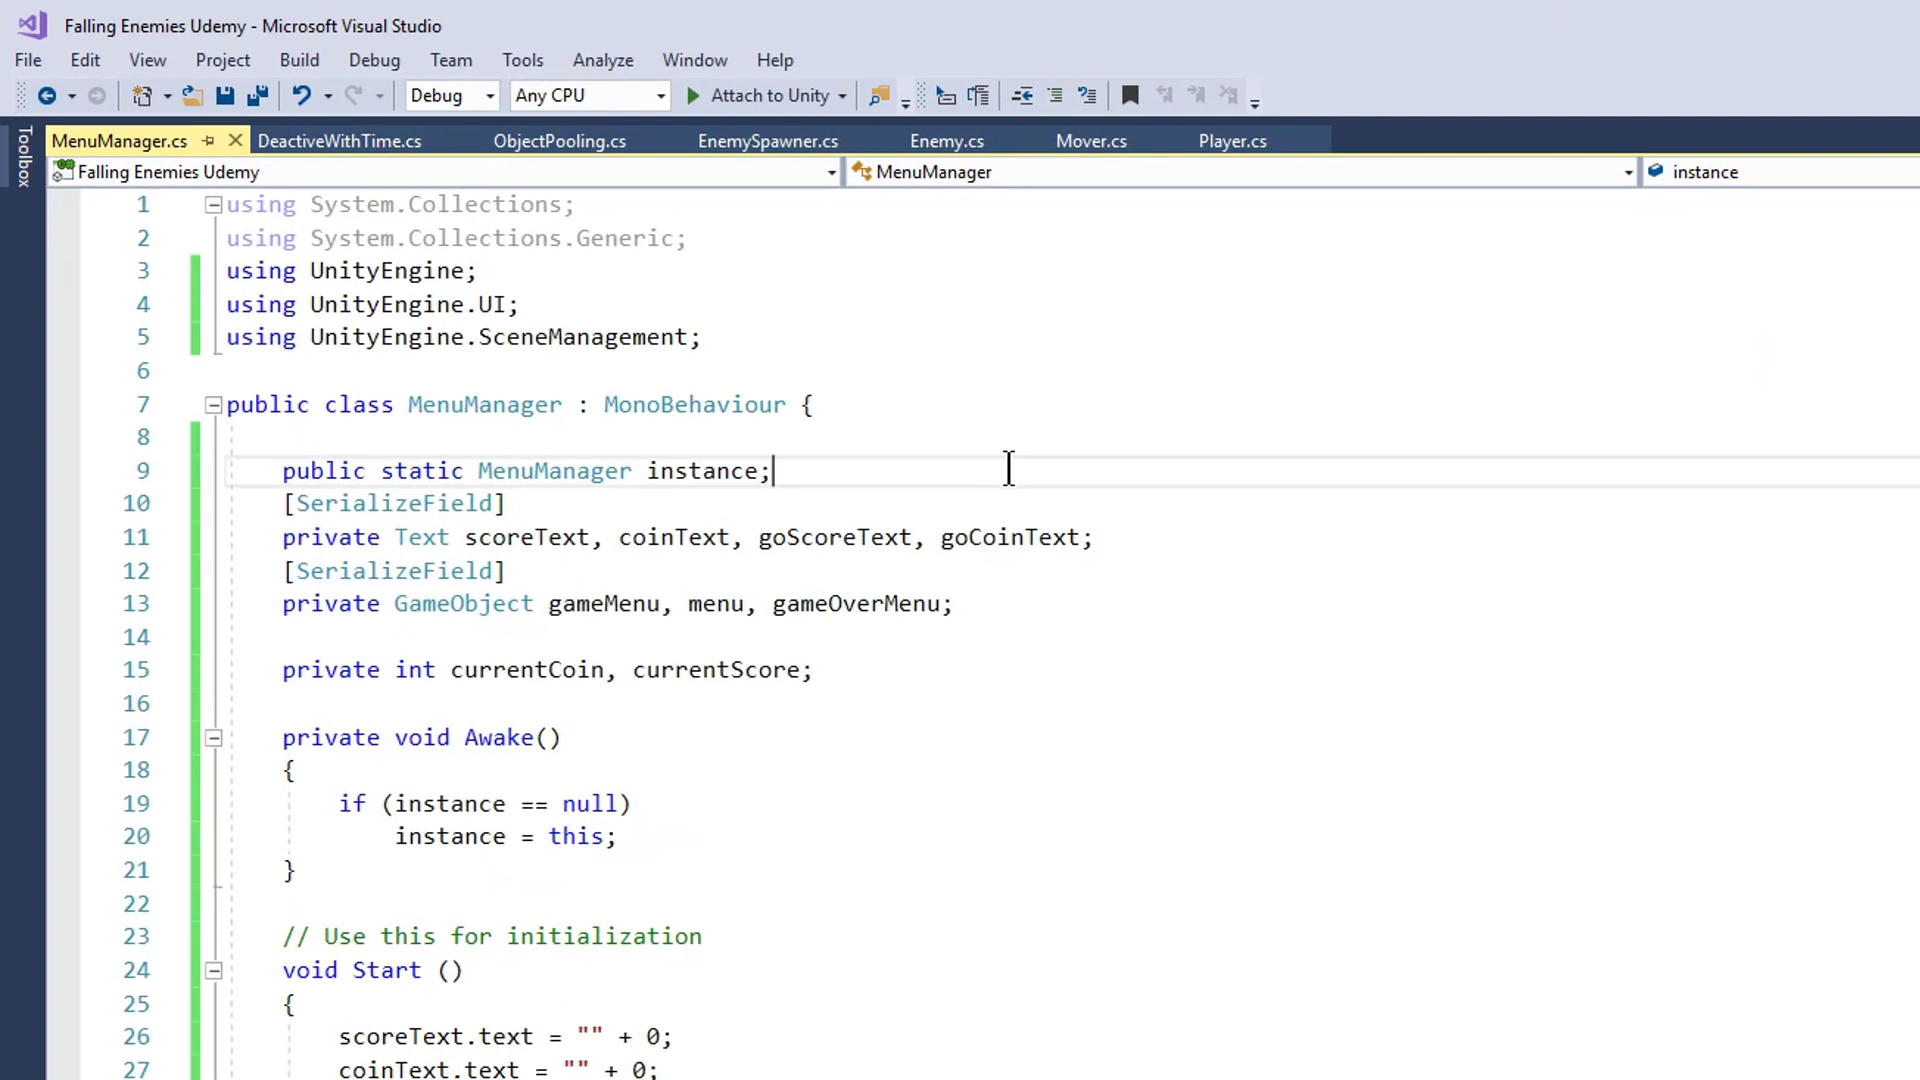 Falling Enemies Udemy - Microsoft Visual Studio
File Edit View Project Build Debug Team Tools Analyze Window Help
Debug Any CPU Attach to Unity
Toolbox
MenuManager.cs DeactiveWithTime.cs ObjectPooling.cs EnemySpawner.cs Enemy.cs Mover.cs Player.cs
Falling Enemies Udemy MenuManager instance
1 using System.Collections;
2 using System.Collections.Generic;
3 using UnityEngine;
4 using UnityEngine.UI;
5 using UnityEngine.SceneManagement;
6
7 public class MenuManager : MonoBehaviour {
8
9 public static MenuManager instance;
10 [SerializeField]
11 private Text scoreText, coinText, goScoreText, goCoinText;
12 [SerializeField]
13 private GameObject gameMenu, menu, gameOverMenu;
14
15 private int currentCoin, currentScore;
16
17 private void Awake()
18 {
19 if (instance == null)
20 instance = this;
21 }
22
23 // Use this for initialization
24 void Start ()
25 {
26 scoreText.text = "" + 0;
27 coinText.text = "" + 0;